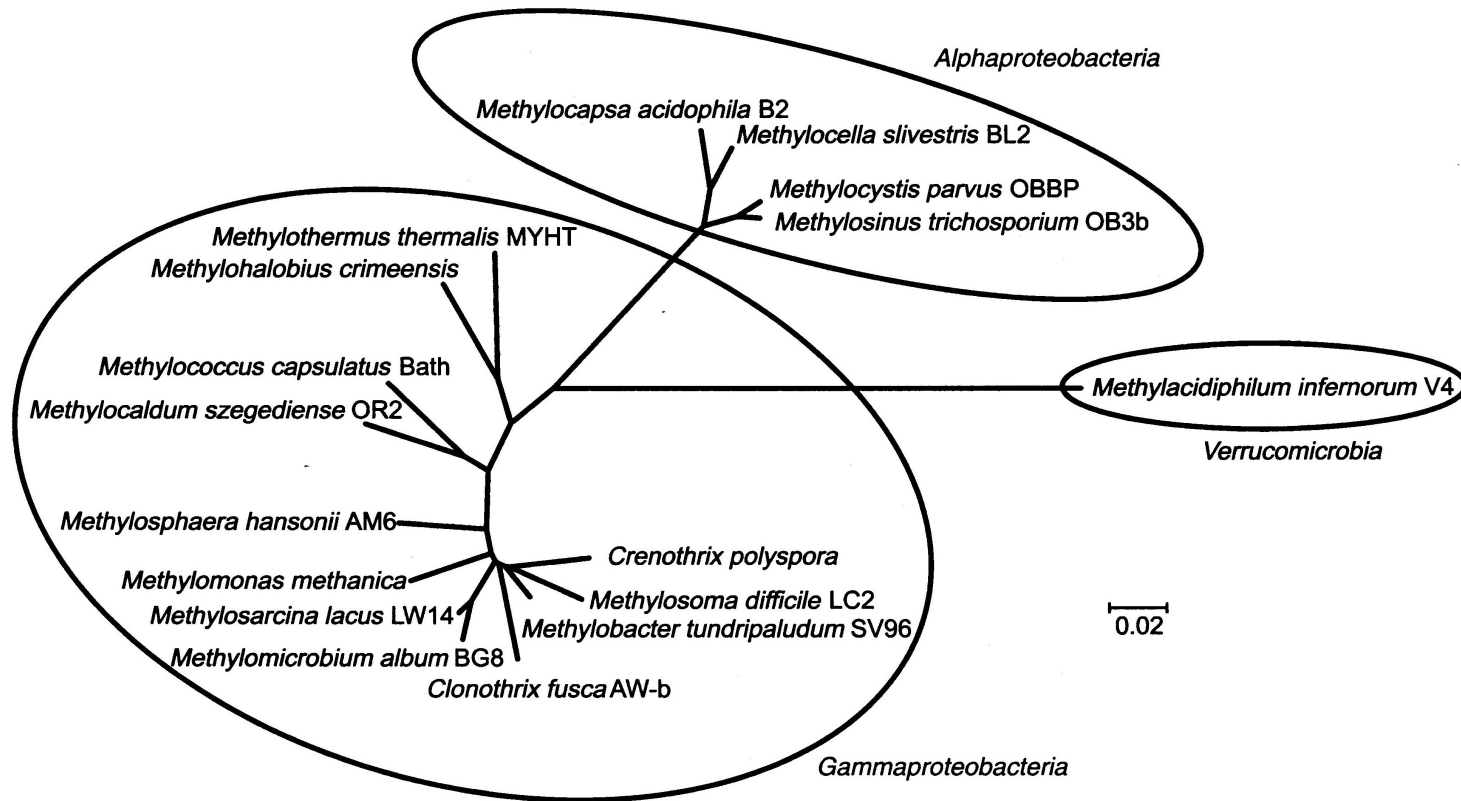 Alphaproteobacteria
Methylocapsa acidophila B2
Methylocella slivestris BL2
Methylocystis parvus OBBP
Methylosinus trichosporium OB3b
Methylothermus thermalis MYHT
Methylohalobius crimeensis
Methylococcus capsulatus Bath
Methylacidiphilum infernorum V4
Methylocaldum szegediense OR2
Verrucomicrobia
Methylosphaera hansonii AM6
Crenothrix polyspora
Methylomonas methanica
Methylosoma difficile LC2
Methylosarcina lacus LW14
Methylobacter tundripaludum SV96
0.02
Methylomicrobium album BG8
Clonothrix fusca AW-b
Gammaproteobacteria